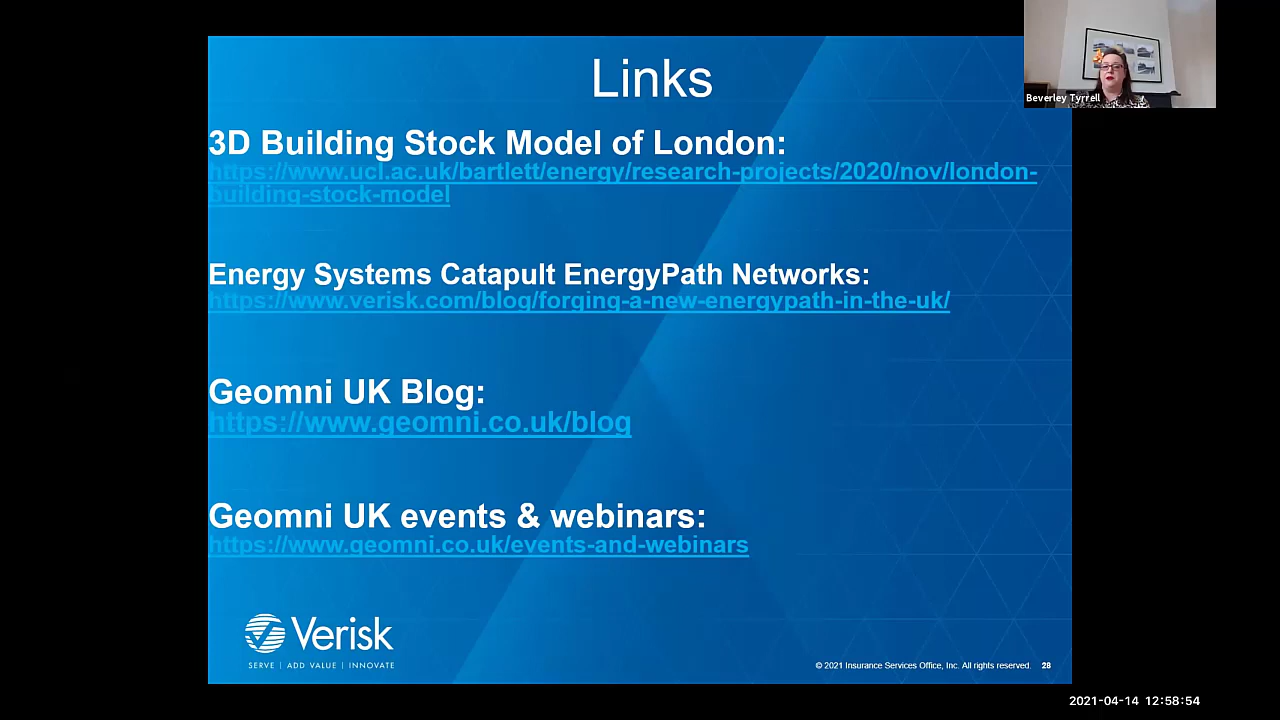 Links
Beverley Tyrrell
3D Building Stock Model of London:
https://www.ucl.ac.uk/bartlett/energy/research-projects/2020/nov/london-
building-stock-model
Energy Systems Catapult EnergyPath Networks:
https://www.verisk.com/blog/forging-a-new-energypath-in-the-uk/
Geomni UK Blog:
https://www.geomni.co.uk/blog
Geomni UK events & webinars:
https://www.geomni.co.uk/events-and-webinars
Verisk
SERVE | ADD VALUE | INNOVATE
© 2021 Insurance Services Office, Inc. All rights reserved. 28
2021-04-14 12:58:54